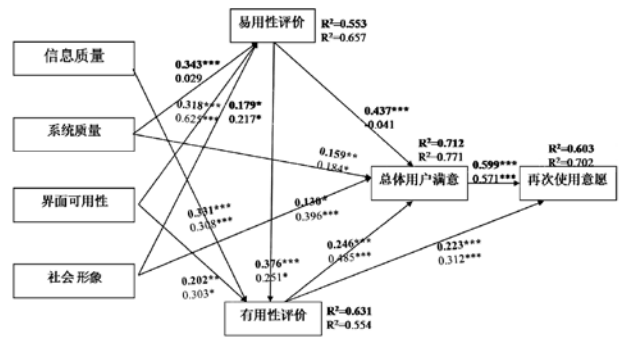 易用性评价
R²=0.553
R²=0.657
信息质量
0.343***
0.029
0.318***
0.625***
0.179*
0.217*
系统质量
0.437***
-0.041
0.159**
0.184*
R²=0.712
R²=0.771
总体用户满意
0.599***
0.571***
R²=0.603
R²=0.702
再次使用意愿
界面可用性
0.130*
0.396***
0.331***
0.308***
社会形象
0.202**
0.303*
0.376***
0.251*
0.246***
0.485***
0.223***
0.312***
有用性评价
R²=0.631
R²=0.554